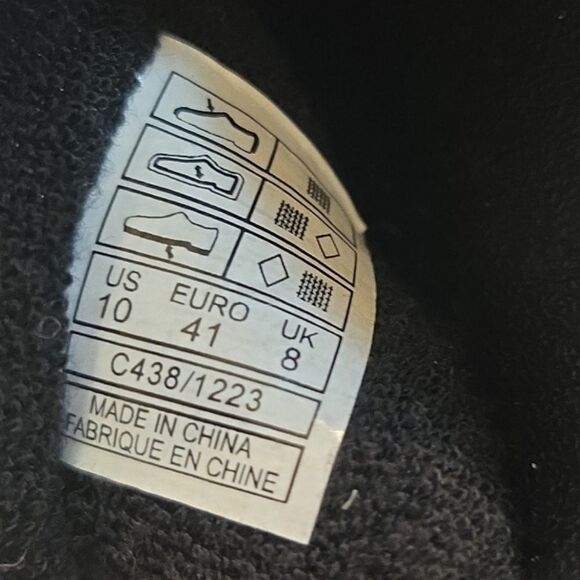 US EURO UK
10 41 8
C438/1223
MADE IN CHINA
FABRIQUE EN CHINE